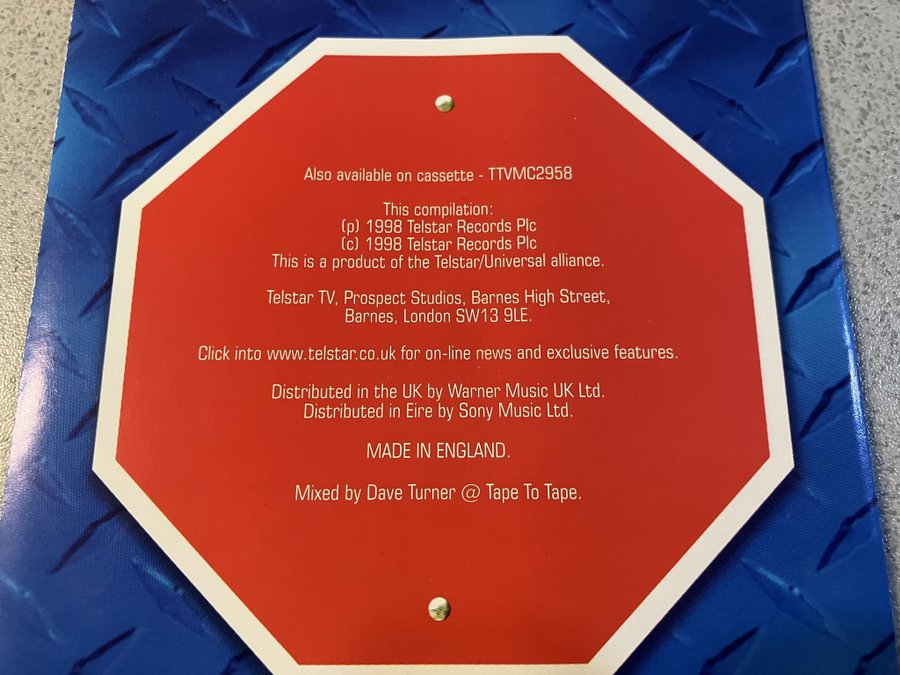 Also available on cassette - TTVMC2958
This compilation:
(p) 1998 Telstar Records Plc
(c) 1998 Telstar Records Plc
This is a product of the Telstar/Universal alliance.
Telstar TV, Prospect Studios, Barnes High Street,
Barnes, London SW13 9LE.
Click into www.telstar.co.uk for on-line news and exclusive features.
Distributed in the UK by Warner Music UK Ltd.
Distributed in Eire by Sony Music Ltd.
MADE IN ENGLAND.
Mixed by Dave Turner @ Tape To Tape.